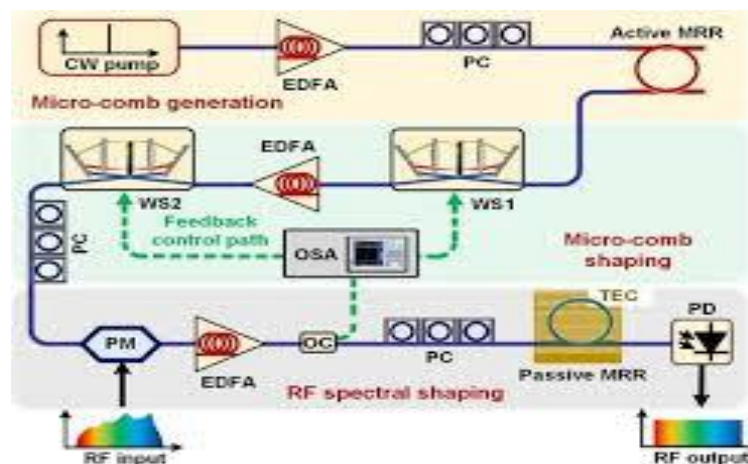 CW pump
EDFA
PC
Active MRR
Micro-comb generation
EDFA
WS2
WS1
Feedback
control path
PC
OSA
Micro-comb
shaping
TEC
PD
PM
EDFA
OC
PC
Passive MRR
RF spectral shaping
RF input
RF output